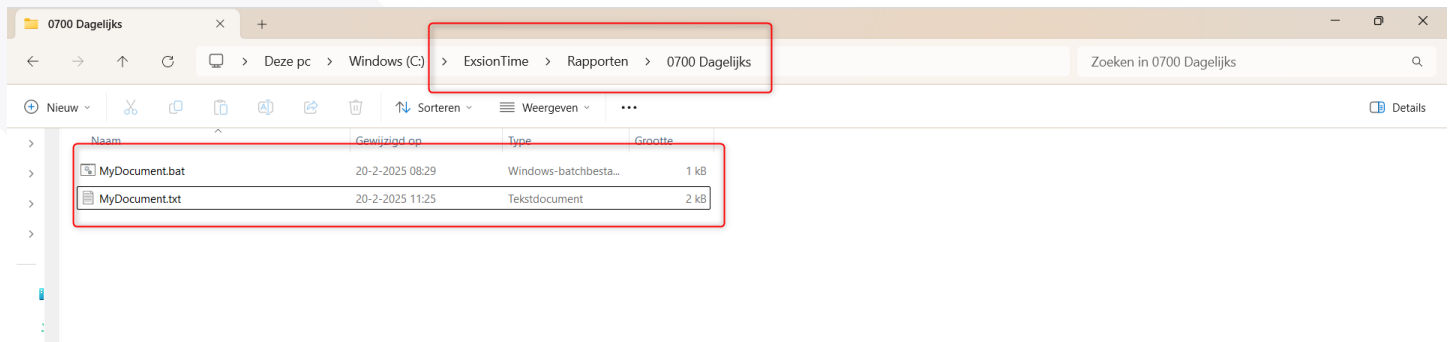 0700 Dagelijks
Deze pc > Windows (C:) > ExsionTime > Rapporten > 0700 Dagelijks
Zoeken in 0700 Dagelijks
Nieuw Sorteren Weergeven Details
Naam Gewijzigd op Type Grootte
MyDocument.bat 20-2-2025 08:29 Windows-batchbesta... 1 kB
MyDocument.txt 20-2-2025 11:25 Tekstdocument 2 kB